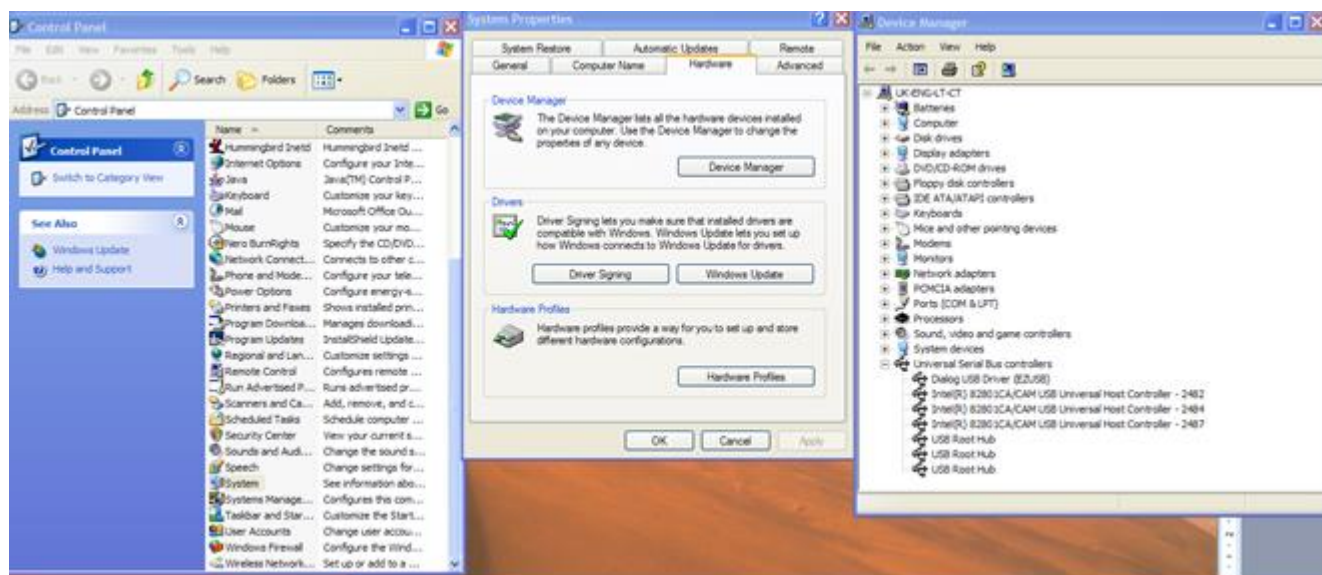 Control Panel
File Edit View Favorites Tools Help
Back Search Folders
Address Control Panel Go
Control Panel
Switch to Category View
See Also
Windows Update
Help and Support
Name Comments
Hummingbird Inetd Hummingbird Inetd ...
Internet Options Configure your Inte...
Java Java(TM) Control P...
Keyboard Customize your key...
Mail Microsoft Office Ou...
Mouse Customize your mo...
Nero BurnRights Specify the CD/DVD...
Network Connect... Connects to other c...
Phone and Mode... Configure your tele...
Power Options Configure energy-s...
Printers and Faxes Shows installed prin...
Program Downloa... Manages downloadi...
Program Updates InstallShield Update...
Regional and Lan... Customize settings ...
Remote Control Configures remote ...
Run Advertised P... Runs advertised pr...
Scanners and Ca... Add, remove, and c...
Scheduled Tasks Schedule computer ...
Security Center View your current s...
Sounds and Audi... Change the sound s...
Speech Change settings for...
System See information abo...
Systems Manage... Configures this com...
Taskbar and Star... Customize the Start...
User Accounts Change user accou...
Windows Firewall Configure the Wind...
Wireless Network... Set up or add to a ...
System Properties
System Restore Automatic Updates Remote
General Computer Name Hardware Advanced
Device Manager
The Device Manager lists all the hardware devices installed
on your computer. Use the Device Manager to change the
properties of any device.
Device Manager
Drivers
Driver Signing lets you make sure that installed drivers are
compatible with Windows. Windows Update lets you set up
how Windows connects to Windows Update for drivers.
Driver Signing Windows Update
Hardware Profiles
Hardware profiles provide a way for you to set up and store
different hardware configurations.
Hardware Profiles
OK Cancel Apply
Device Manager
File Action View Help
UK-ENG-LT-CT
Batteries
Computer
Disk drives
Display adapters
DVD/CD-ROM drives
Floppy disk controllers
IDE ATA/ATAPI controllers
Keyboards
Mice and other pointing devices
Modems
Monitors
Network adapters
PCMCIA adapters
Ports (COM & LPT)
Processors
Sound, video and game controllers
System devices
Universal Serial Bus controllers
Dialog USB Driver (EZUSB)
Intel(R) 82801CA/CAM USB Universal Host Controller - 2482
Intel(R) 82801CA/CAM USB Universal Host Controller - 2484
Intel(R) 82801CA/CAM USB Universal Host Controller - 2487
USB Root Hub
USB Root Hub
USB Root Hub